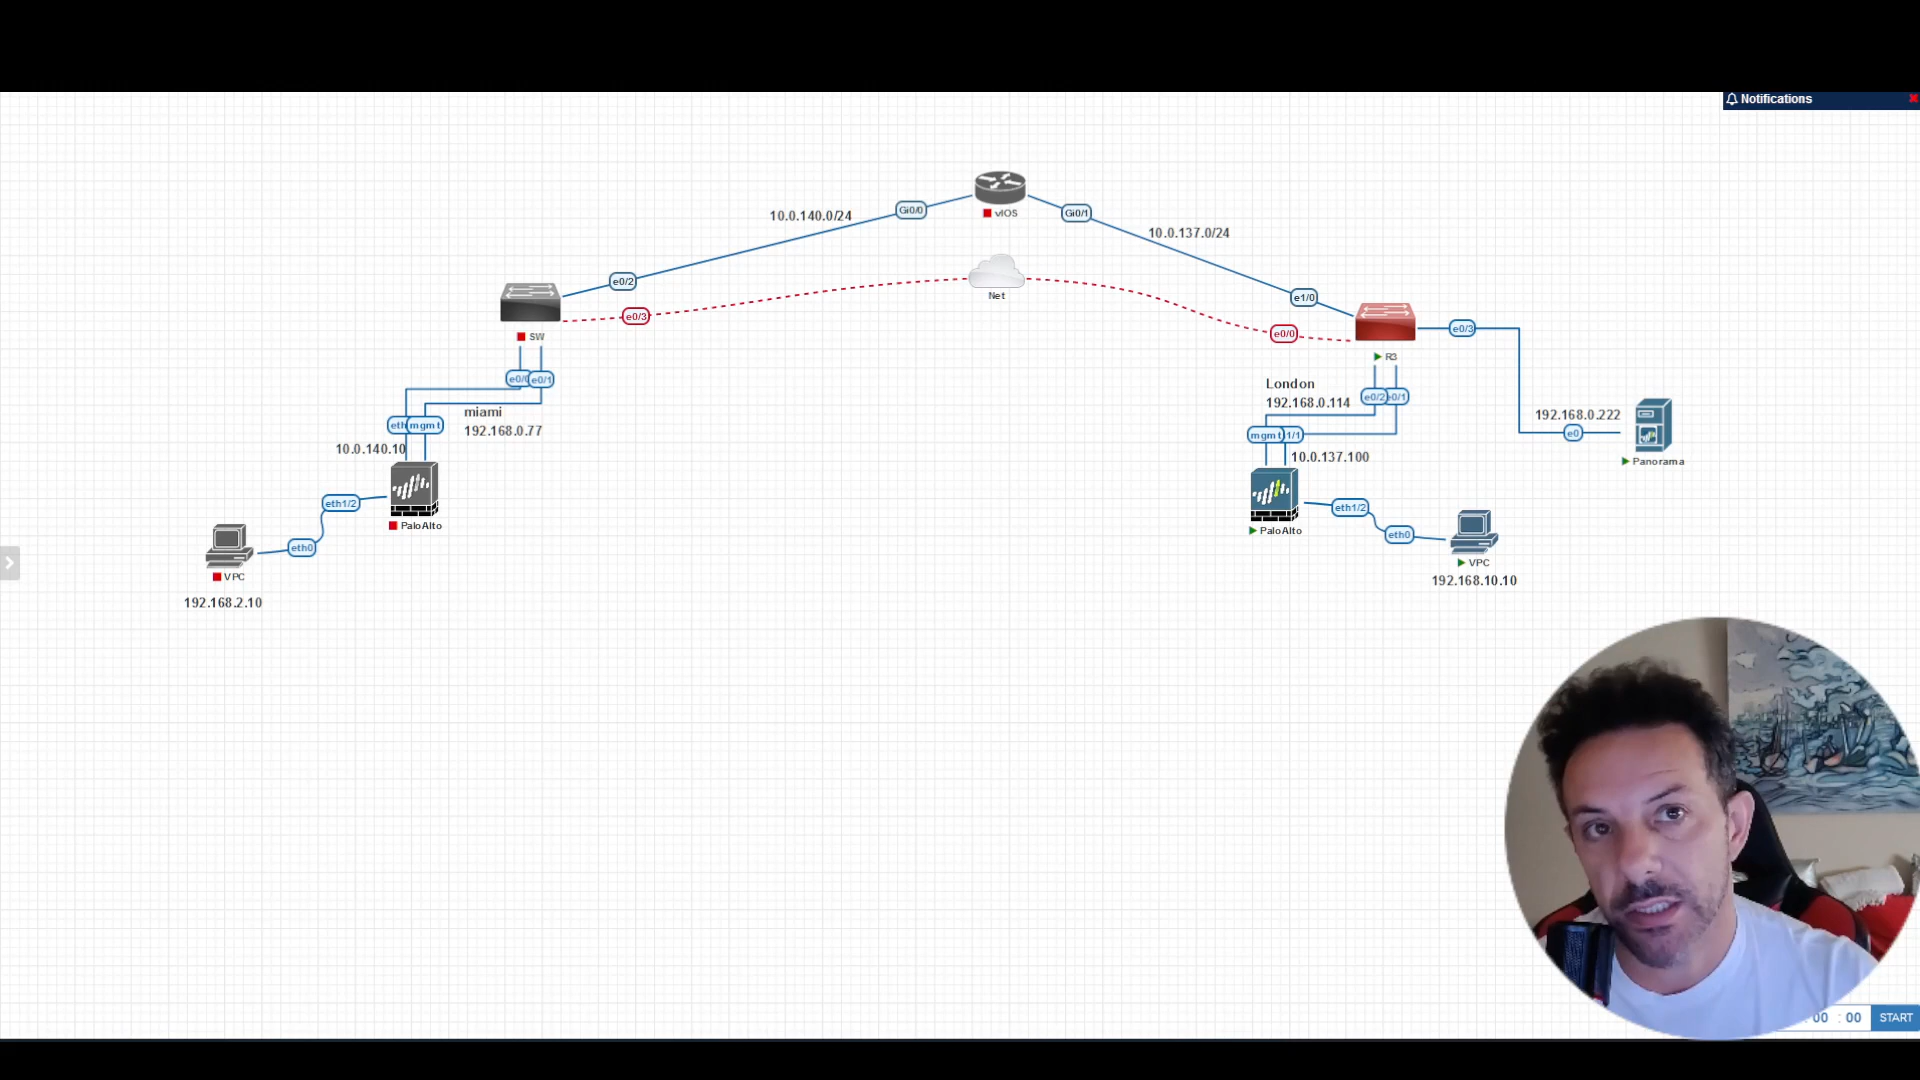 Notifications
vIOS
Gi0/0
Gi0/1
10.0.140.0/24
10.0.137.0/24
Net
e0/2
e0/3
SW
e1/0
e0/0
e0/3
R3
e0/1
miami
192.168.0.77
eth
mgmt
10.0.140.10
eth1/2
PaloAlto
eth0
VPC
192.168.2.10
London
192.168.0.114
e0/2
mgmt
1/1
10.0.137.100
192.168.0.222
e0
Panorama
PaloAlto
eth1/2
eth0
VPC
192.168.10.10
00 : 00
START